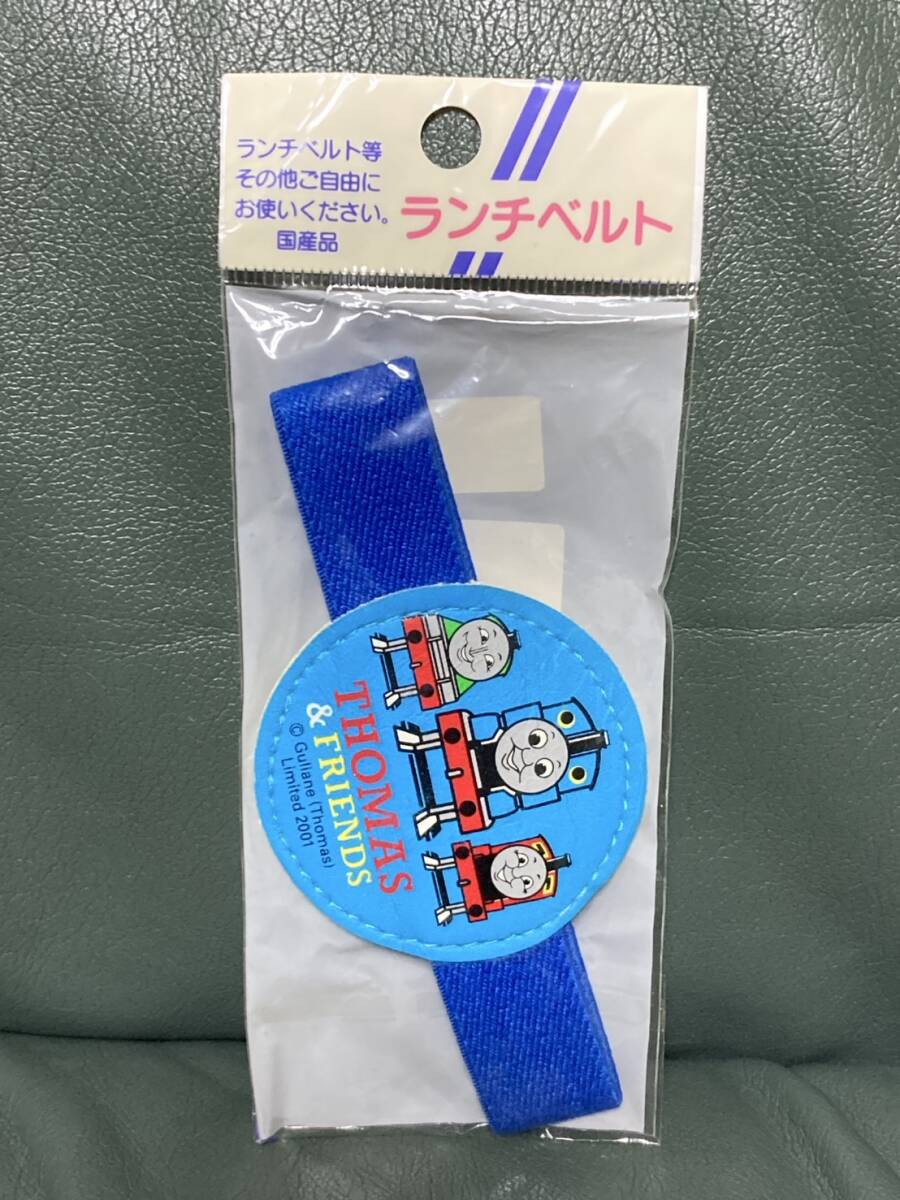 ランチベルト等
その他ご自由に
お使いください。
国産品
ランチベルト
THOMAS
& FRIENDS
© Gullane (Thomas)
Limited 2001